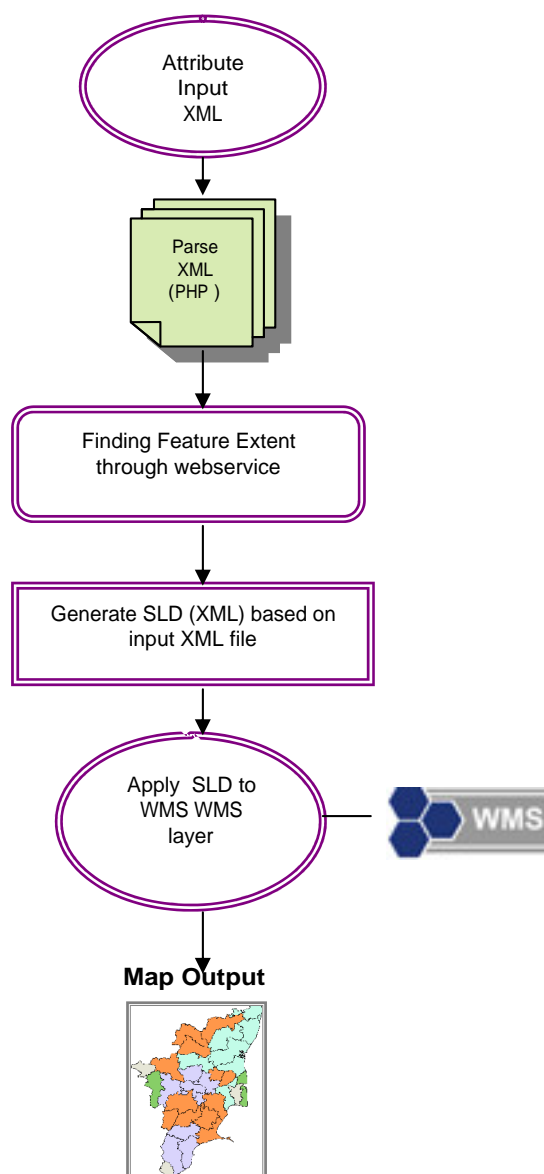 Attribute
Input
XML
Parse
XML
(PHP )
Finding Feature Extent
through webservice
Generate SLD (XML) based on
input XML file
Apply SLD to
WMS WMS
layer
WMS
Map Output